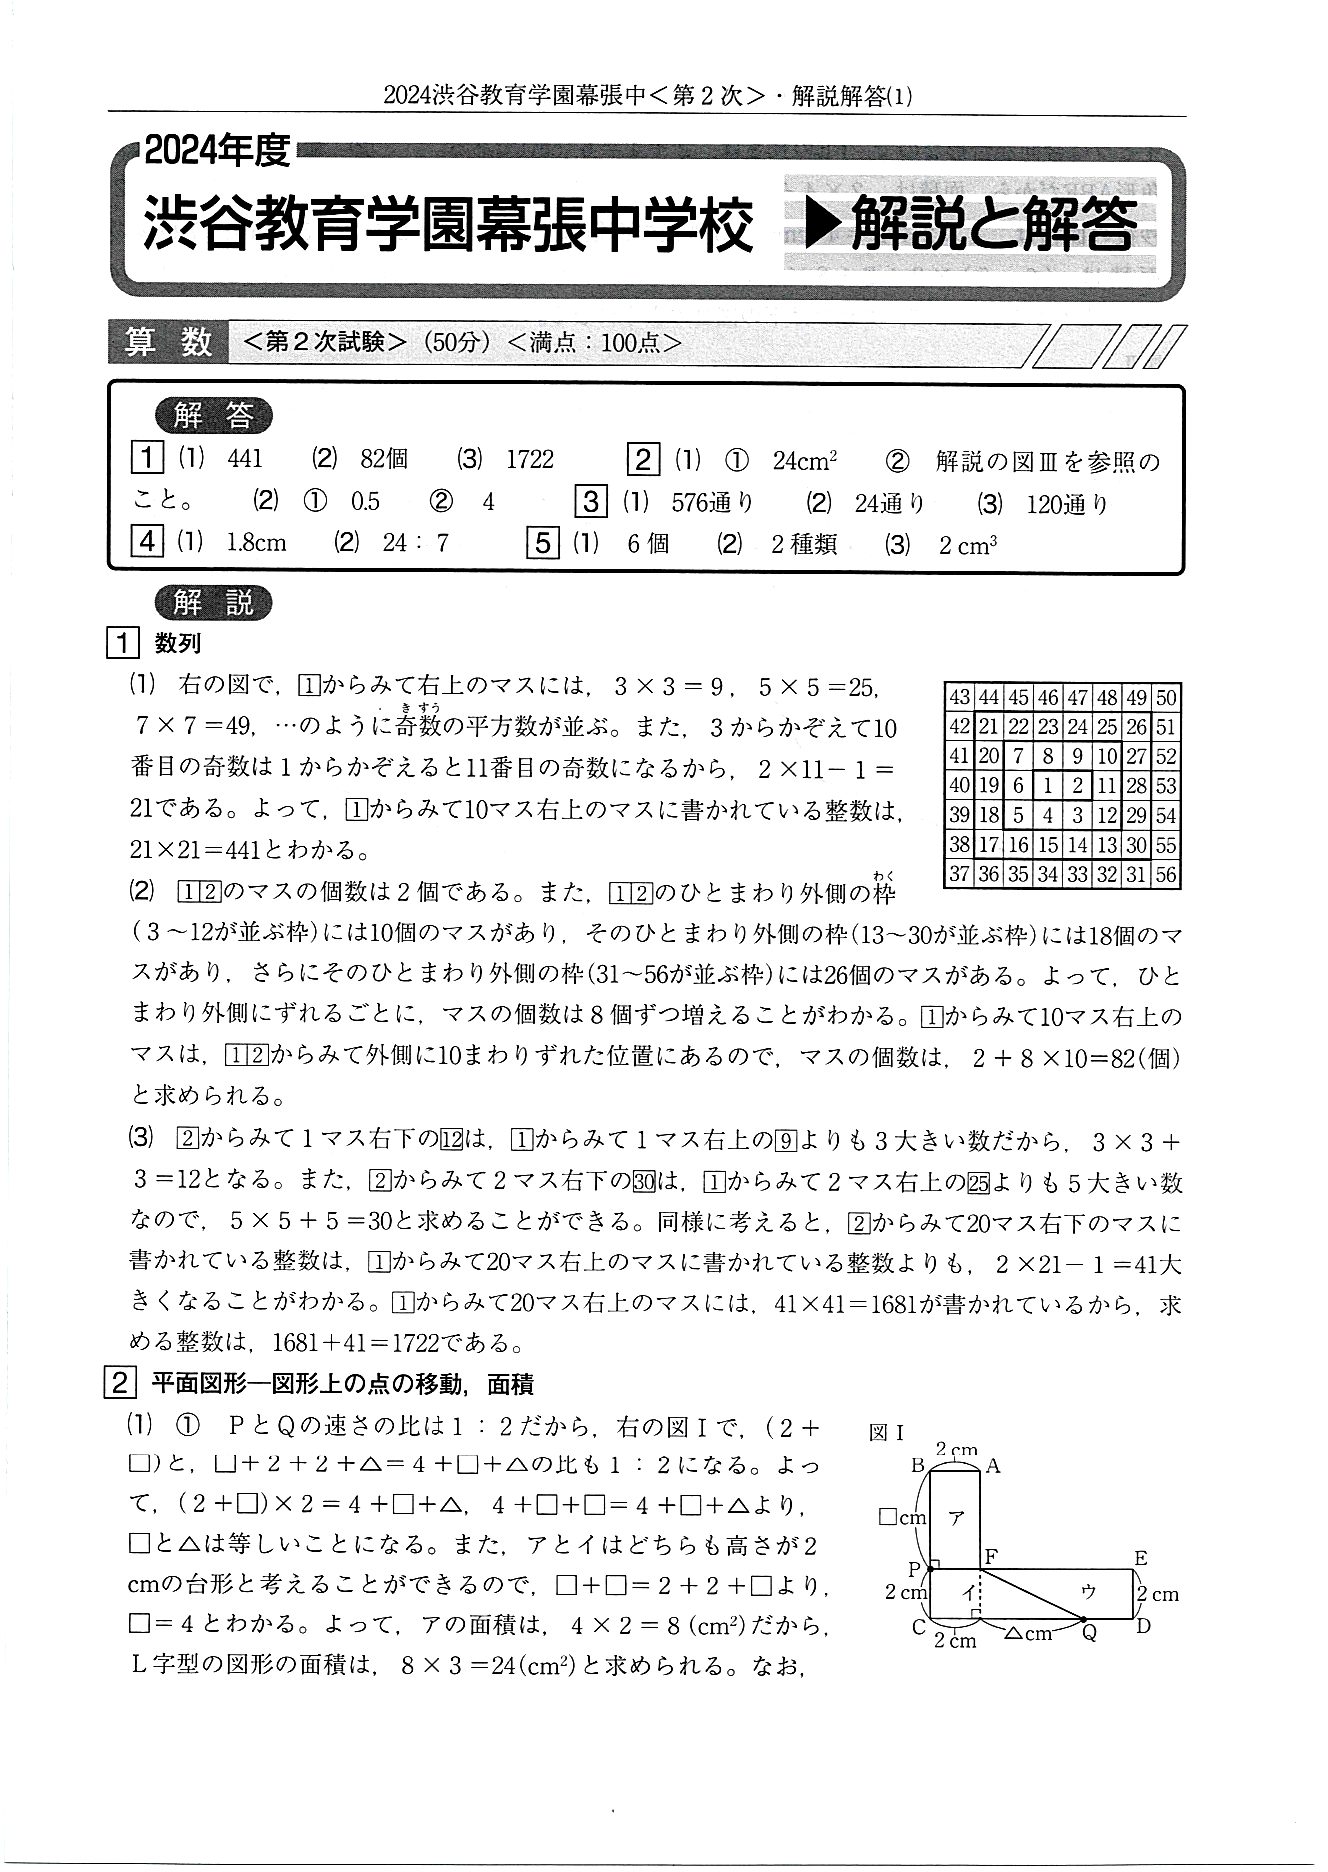 2024渋谷教育学園幕張中＜第２次＞・解説解答(1)
2024年度
渋谷教育学園幕張中学校 ▶解説と解答
算 数 ＜第２次試験＞（50分）＜満点：100点＞
解 答
1 (1) 441 (2) 82個 (3) 1722 2 (1) ① 24cm² ② 解説の図Ⅲを参照の
こと。 (2) ① 0.5 ② 4 3 (1) 576通り (2) 24通り (3) 120通り
4 (1) 1.8cm (2) 24：7 5 (1) 6個 (2) 2種類 (3) 2cm³
解 説
1 数列
(1) 右の図で，1からみて右上のマスには，3×3＝9，5×5＝25，
7×7＝49，…のように奇数の平方数が並ぶ。また，3からかぞえて10
きすう
番目の奇数は1からかぞえると11番目の奇数になるから，2×11－1＝
21である。よって，1からみて10マス右上のマスに書かれている整数は，
21×21＝441とわかる。
43 44 45 46 47 48 49 50
42 21 22 23 24 25 26 51
41 20 7 8 9 10 27 52
40 19 6 1 2 11 28 53
39 18 5 4 3 12 29 54
38 17 16 15 14 13 30 55
37 36 35 34 33 32 31 56
(2) 12のマスの個数は2個である。また，12のひとまわり外側の枠
わく
（3～12が並ぶ枠）には10個のマスがあり，そのひとまわり外側の枠(13～30が並ぶ枠)には18個のマ
スがあり，さらにそのひとまわり外側の枠(31～56が並ぶ枠)には26個のマスがある。よって，ひと
まわり外側にずれるごとに，マスの個数は8個ずつ増えることがわかる。1からみて10マス右上の
マスは，12からみて外側に10まわりずれた位置にあるので，マスの個数は，2＋8×10＝82(個)
と求められる。
(3) 2からみて1マス右下の12は，1からみて1マス右上の9よりも3大きい数だから，3×3＋
3＝12となる。また，2からみて2マス右下の30は，1からみて2マス右上の25よりも5大きい数
なので，5×5＋5＝30と求めることができる。同様に考えると，2からみて20マス右下のマスに
書かれている整数は，1からみて20マス右上のマスに書かれている整数よりも，2×21－1＝41大
きくなることがわかる。1からみて20マス右上のマスには，41×41＝1681が書かれているから，求
める整数は，1681＋41＝1722である。
2 平面図形―図形上の点の移動，面積
(1) ① PとQの速さの比は1：2だから，右の図Ⅰで，(2＋
□)と，□＋2＋2＋△＝4＋□＋△の比も1：2になる。よっ
て，(2＋□)×2＝4＋□＋△，4＋□＋□＝4＋□＋△より，
□と△は等しいことになる。また，アとイはどちらも高さが2
cmの台形と考えることができるので，□＋□＝2＋2＋□より，
□＝4とわかる。よって，アの面積は，4×2＝8(cm²)だから，
L字型の図形の面積は，8×3＝24(cm²)と求められる。なお，
図Ⅰ
2cm
B A
□cm ア
P F E
2cm イ ウ 2cm
C 2cm △cm Q D